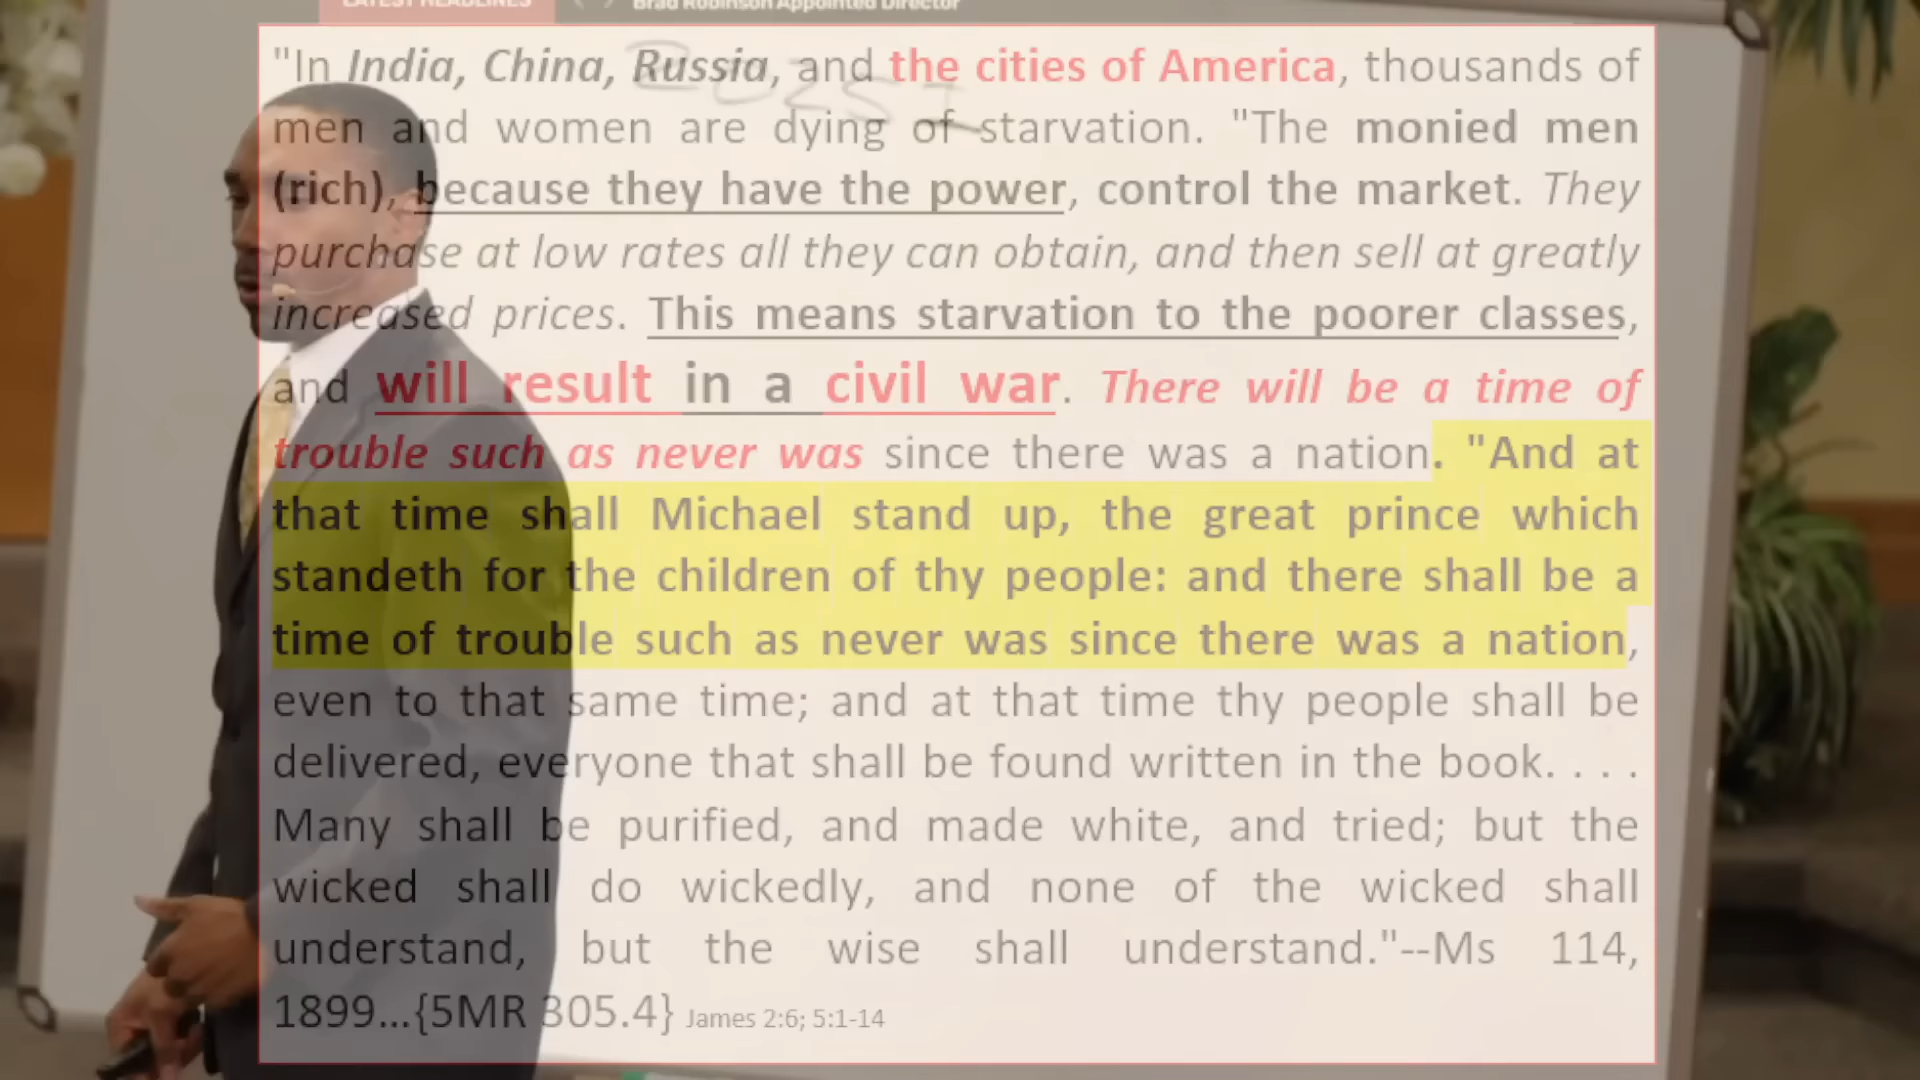 LATEST HEADLINES Brad Robinson Appointed Director
"In India, China, Russia, and the cities of America, thousands of
men and women are dying of starvation. "The monied men
(rich), because they have the power, control the market. They
purchase at low rates all they can obtain, and then sell at greatly
increased prices. This means starvation to the poorer classes,
and will result in a civil war. There will be a time of
trouble such as never was since there was a nation. "And at
that time shall Michael stand up, the great prince which
standeth for the children of thy people: and there shall be a
time of trouble such as never was since there was a nation,
even to that same time; and at that time thy people shall be
delivered, everyone that shall be found written in the book. . . .
Many shall be purified, and made white, and tried; but the
wicked shall do wickedly, and none of the wicked shall
understand, but the wise shall understand."--Ms 114,
1899...{5MR 305.4} James 2:6; 5:1-14